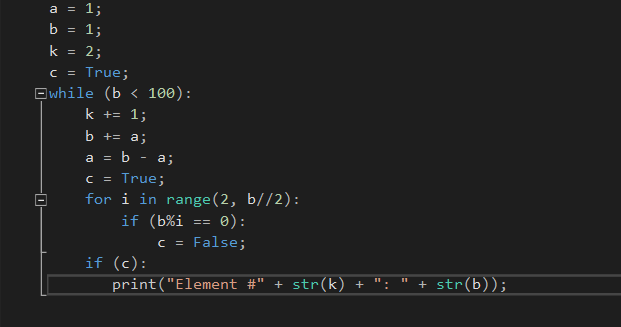 a = 1;
b = 1;
k = 2;
c = True;
while (b < 100):
k += 1;
b += a;
a = b - a;
c = True;
for i in range(2, b//2):
if (b%i == 0):
c = False;
if (c):
print("Element #" + str(k) + ": " + str(b));